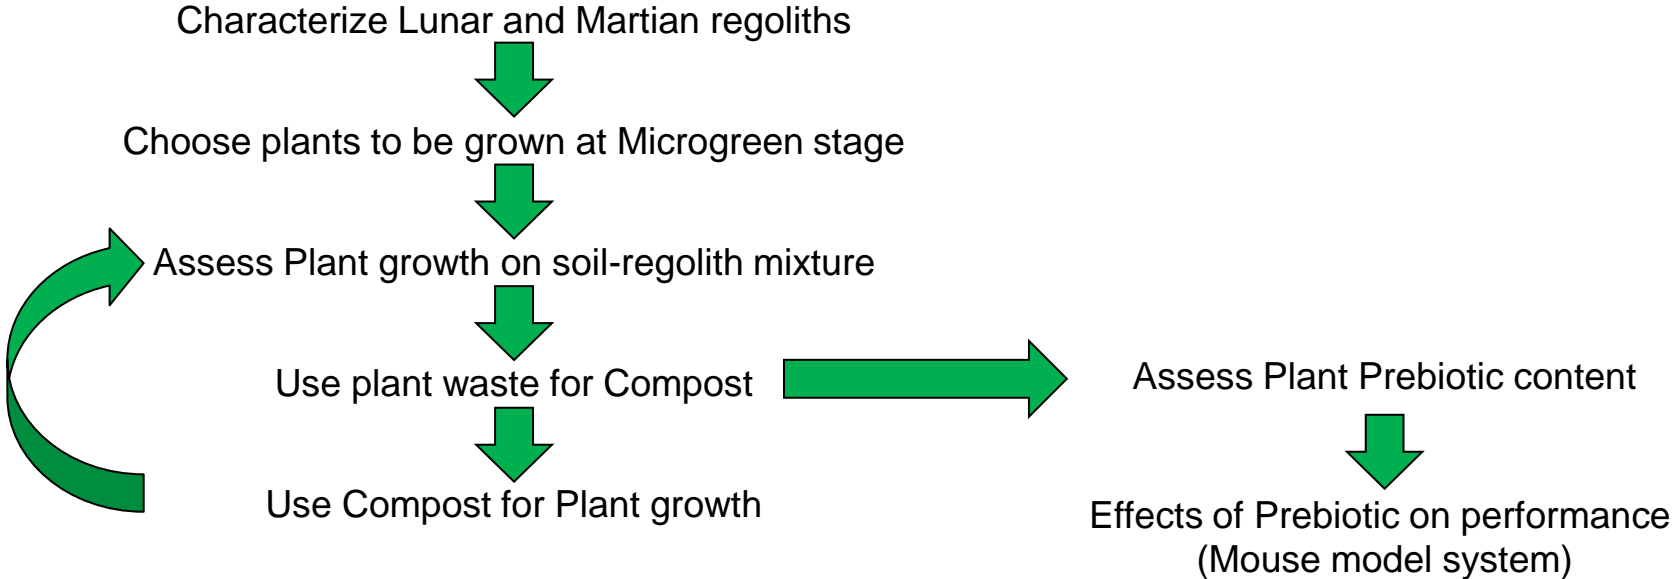 Characterize Lunar and Martian regoliths
Choose plants to be grown at Microgreen stage
Assess Plant growth on soil-regolith mixture
Use plant waste for Compost
Use Compost for Plant growth
Assess Plant Prebiotic content
Effects of Prebiotic on performance
(Mouse model system)